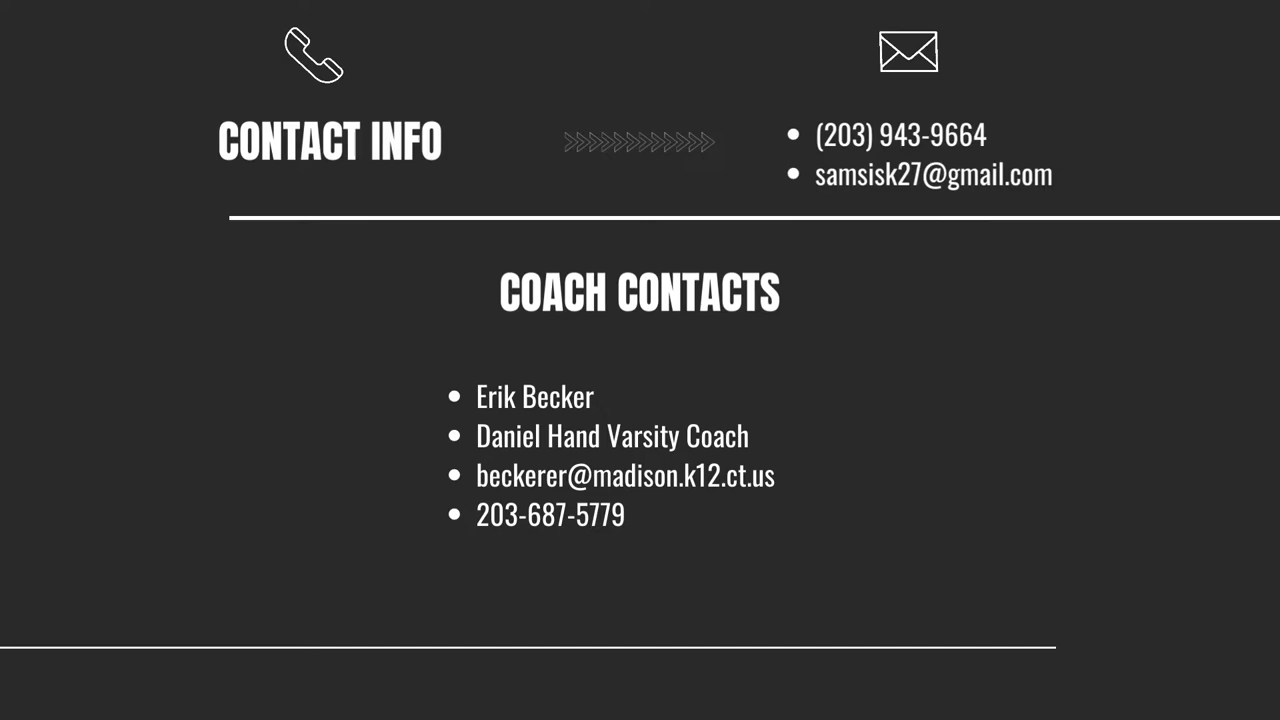 CONTACT INFO
(203) 943-9664
samsisk27@gmail.com
COACH CONTACTS
Erik Becker
Daniel Hand Varsity Coach
beckerer@madison.k12.ct.us
203-687-5779